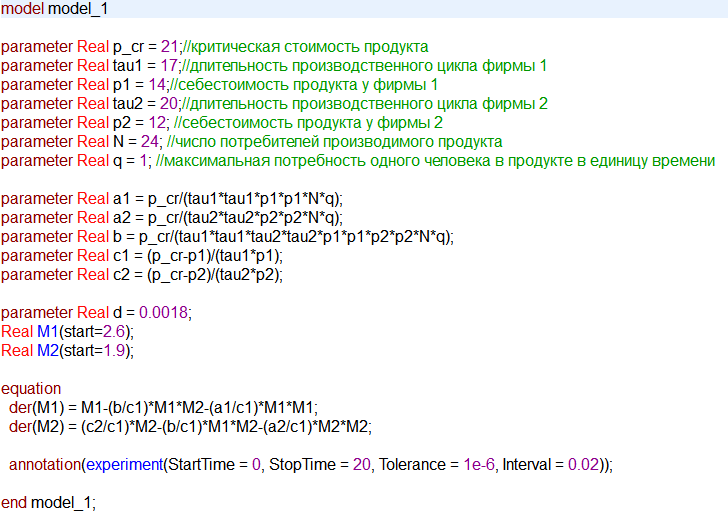 model model_1
parameter Real p_cr = 21;//критическая стоимость продукта
parameter Real tau1 = 17;//длительность производственного цикла фирмы 1
parameter Real p1 = 14;//себестоимость продукта у фирмы 1
parameter Real tau2 = 20;//длительность производственного цикла фирмы 2
parameter Real p2 = 12; //себестоимость продукта у фирмы 2
parameter Real N = 24; //число потребителей производимого продукта
parameter Real q = 1; //максимальная потребность одного человека в продукте в единицу времени
parameter Real a1 = p_cr/(tau1*tau1*p1*p1*N*q);
parameter Real a2 = p_cr/(tau2*tau2*p2*p2*N*q);
parameter Real b = p_cr/(tau1*tau1*tau2*tau2*p1*p1*p2*p2*N*q);
parameter Real c1 = (p_cr-p1)/(tau1*p1);
parameter Real c2 = (p_cr-p2)/(tau2*p2);
parameter Real d = 0.0018;
Real M1(start=2.6);
Real M2(start=1.9);
equation
der(M1) = M1-(b/c1)*M1*M2-(a1/c1)*M1*M1;
der(M2) = (c2/c1)*M2-(b/c1)*M1*M2-(a2/c1)*M2*M2;
annotation(experiment(StartTime = 0, StopTime = 20, Tolerance = 1e-6, Interval = 0.02));
end model_1;